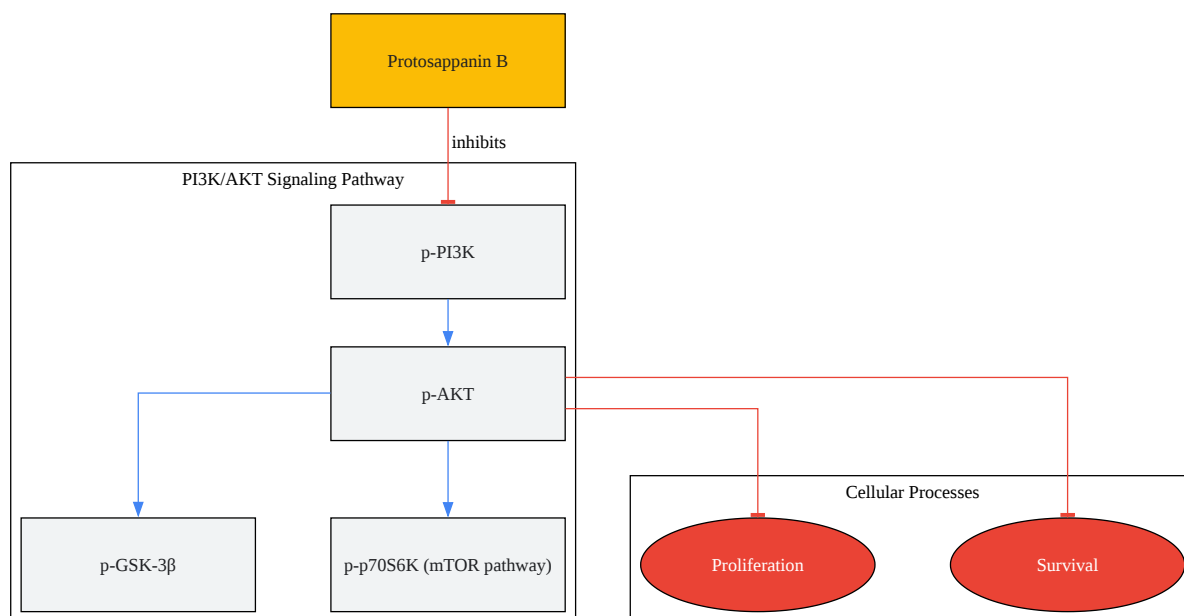 Protosappanin B
inhibits
PI3K/AKT Signaling Pathway
p-PI3K
p-AKT
Cellular Processes
p-GSK-3β
p-p70S6K (mTOR pathway)
Proliferation
Survival